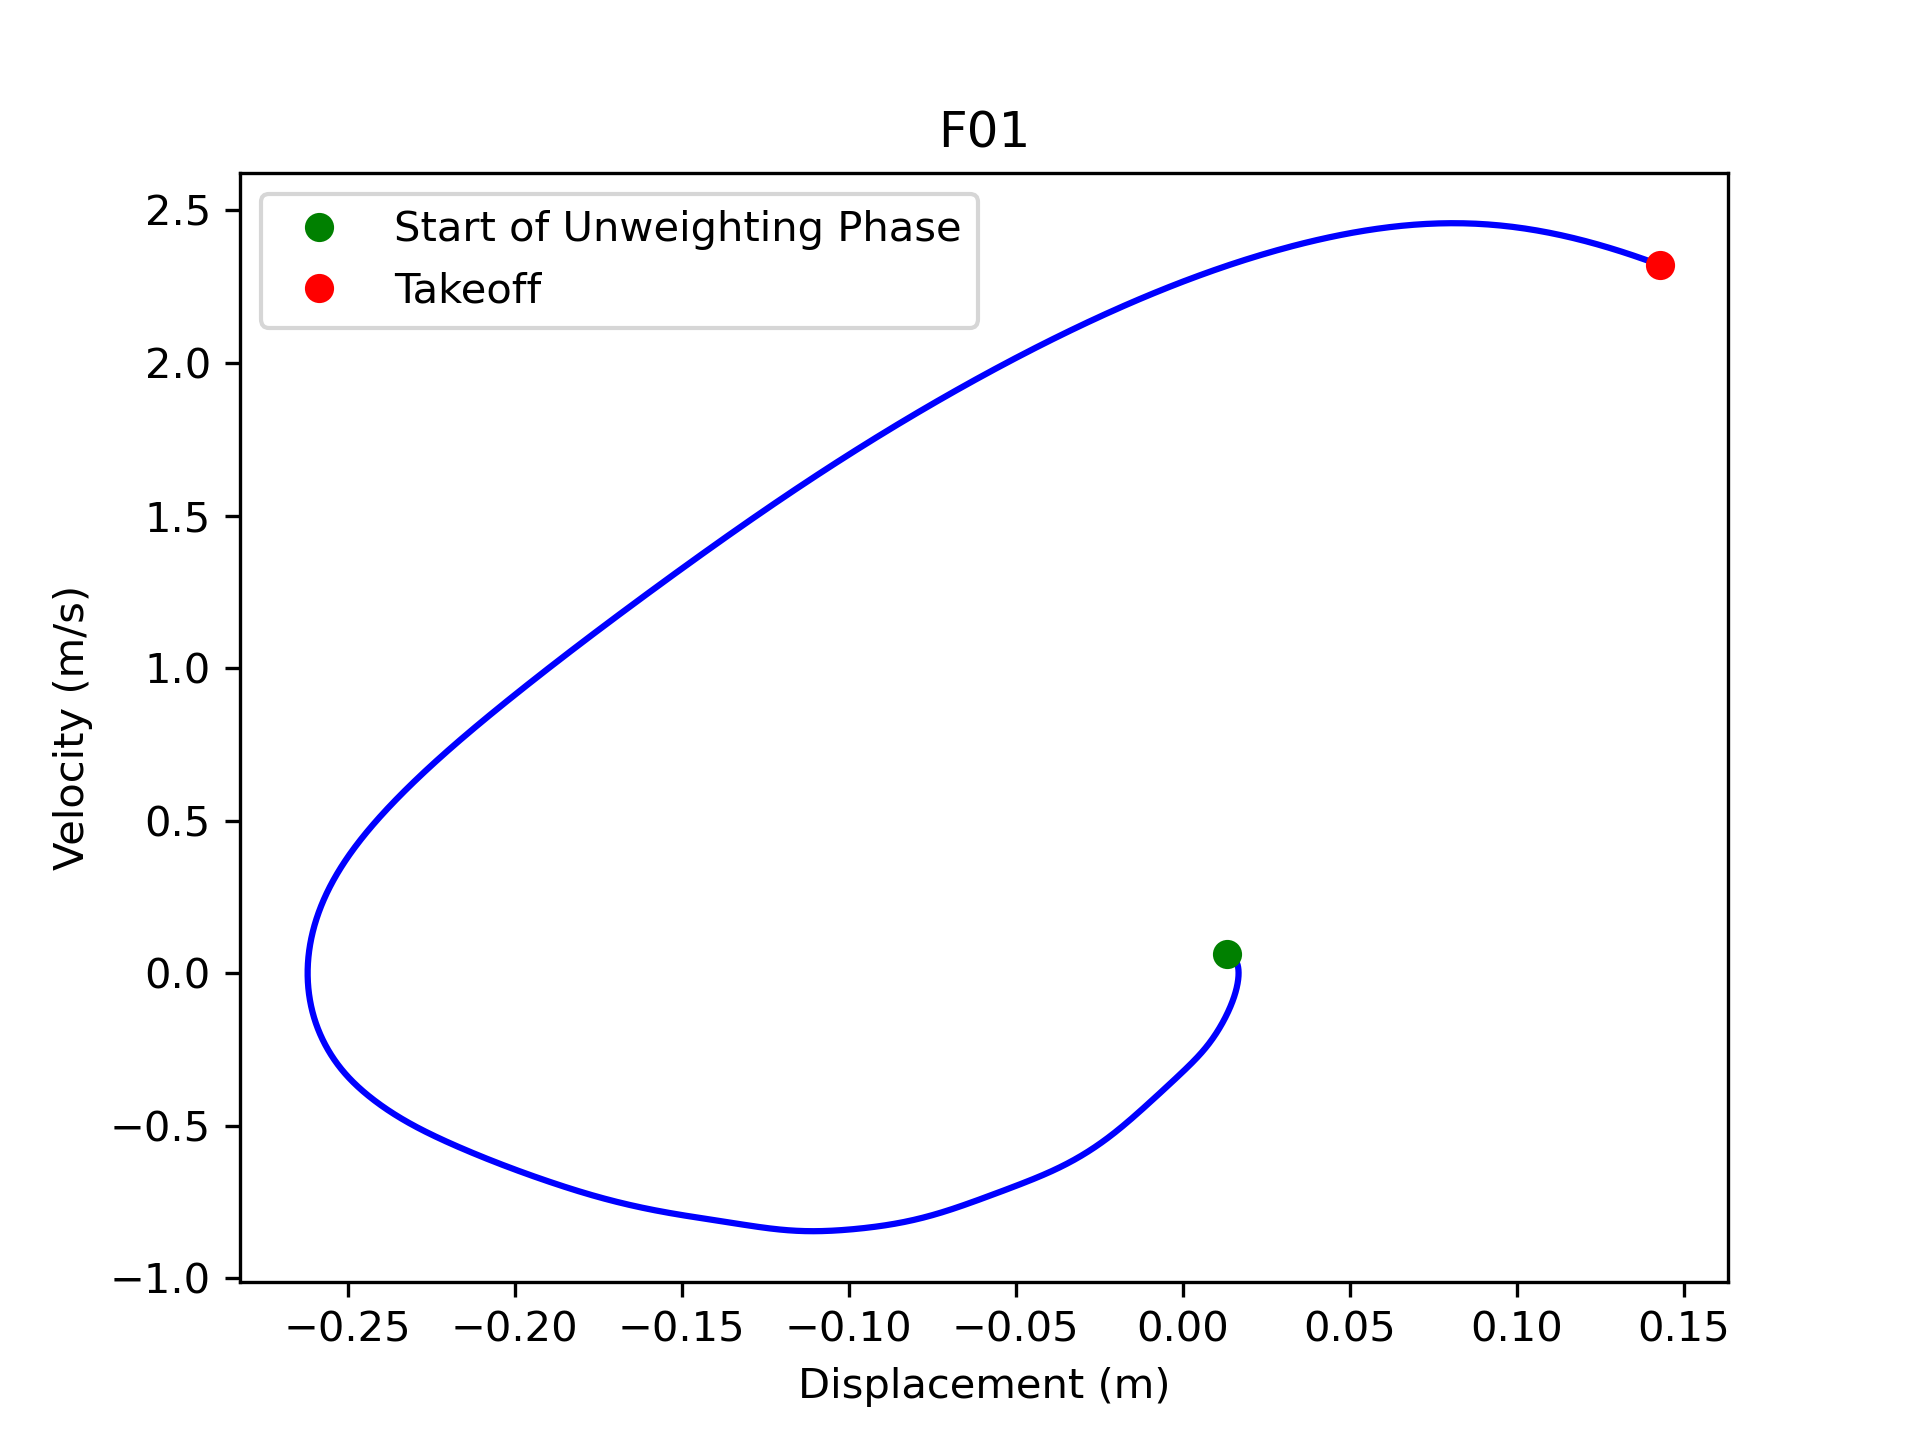 F01
Start of Unweighting Phase
Takeoff
2.5
2.0
1.5
1.0
0.5
0.0
−0.5
−1.0
Velocity (m/s)
−0.25 −0.20 −0.15 −0.10 −0.05 0.00 0.05 0.10 0.15
Displacement (m)